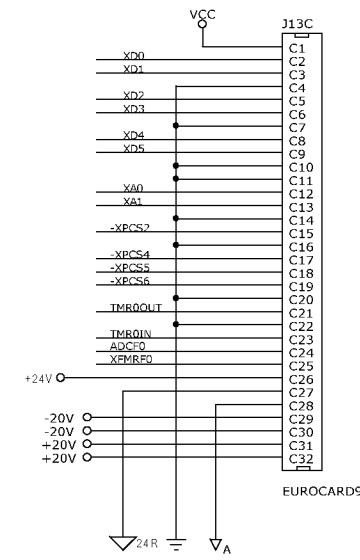 VCC
J13C
C1
XD0 C2
XD1 C3
C4
XD2 C5
XD3 C6
C7
XD4 C8
XD5 C9
C10
C11
XA0 C12
XA1 C13
C14
-XPCS2 C15
C16
-XPCS4 C17
-XPCS5 C18
-XPCS6 C19
C20
TMR0OUT C21
C22
TMR0IN C23
ADCF0 C24
XFMRF0 C25
+24V C26
C27
C28
-20V C29
-20V C30
+20V C31
+20V C32
EUROCARD9
24R
A